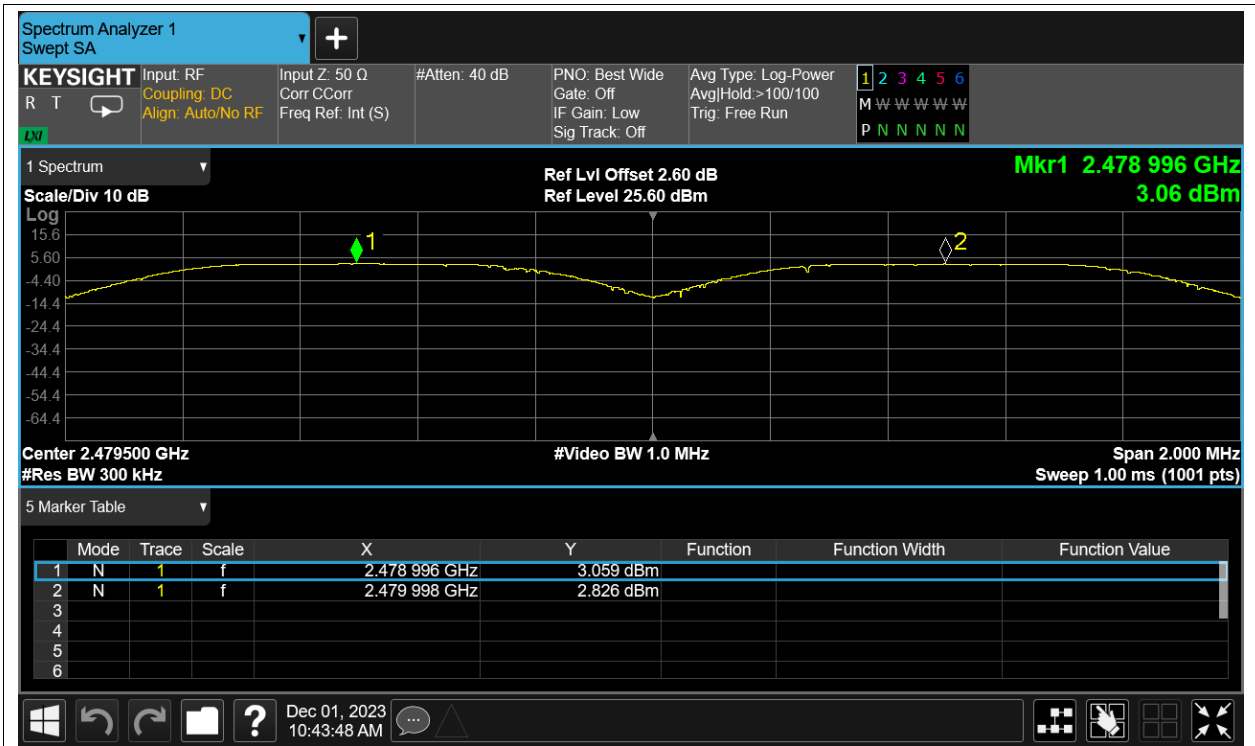 Spectrum Analyzer 1
Swept SA
KEYSIGHT Input: RF Input Z: 50 Ω #Atten: 40 dB PNO: Best Wide Avg Type: Log-Power 1 2 3 4 5 6
R T Coupling: DC Corr CCorr Gate: Off Avg|Hold:>100/100 M W W W W W
Align: Auto/No RF Freq Ref: Int (S) IF Gain: Low Trig: Free Run
LXI Sig Track: Off P N N N N N N
1 Spectrum Ref Lvl Offset 2.60 dB Mkr1 2.478 996 GHz
Scale/Div 10 dB Ref Level 25.60 dBm 3.06 dBm
Log
15.6
1 2
5.60
-4.40
-14.4
-24.4
-34.4
-44.4
-54.4
-64.4
Center 2.479500 GHz #Video BW 1.0 MHz Span 2.000 MHz
#Res BW 300 kHz Sweep 1.00 ms (1001 pts)
5 Marker Table
Mode Trace Scale X Y Function Function Width Function Value
1 N 1 f 2.478 996 GHz 3.059 dBm
2 N 1 f 2.479 998 GHz 2.826 dBm
3
4
5
6
? Dec 01, 2023
10:43:48 AM